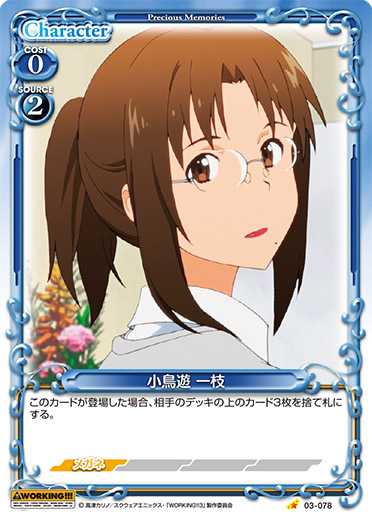 Precious Memories
Character
COST
0
SOURCE
2
小鳥遊 一枝
このカードが登場した場合、相手のデッキの上のカード3枚を捨て札に
する。
メガネ
WORKING!!!
© 高津カリノ／スクウェアエニックス・「WORKING!!3」製作委員会
03-078